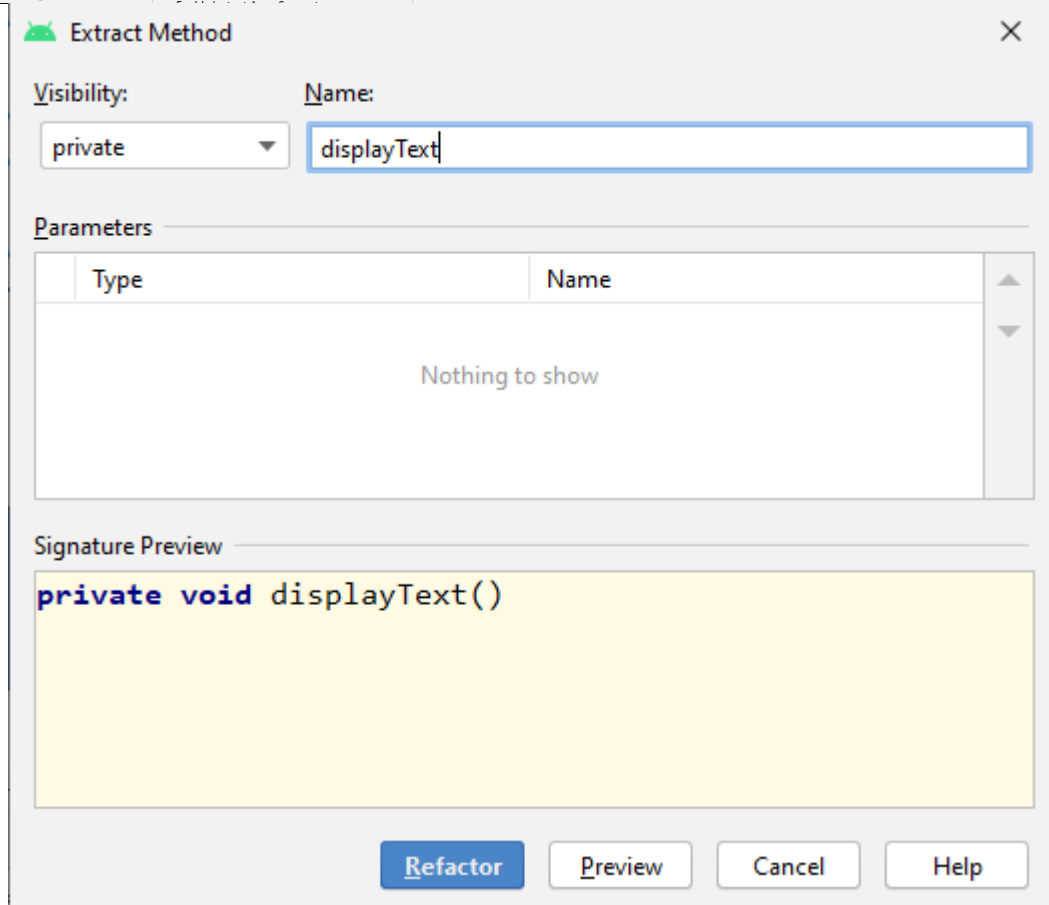 Extract Method
Visibility: Name:
private displayText
Parameters
Type Name
Nothing to show
Signature Preview
private void displayText()
Refactor Preview Cancel Help